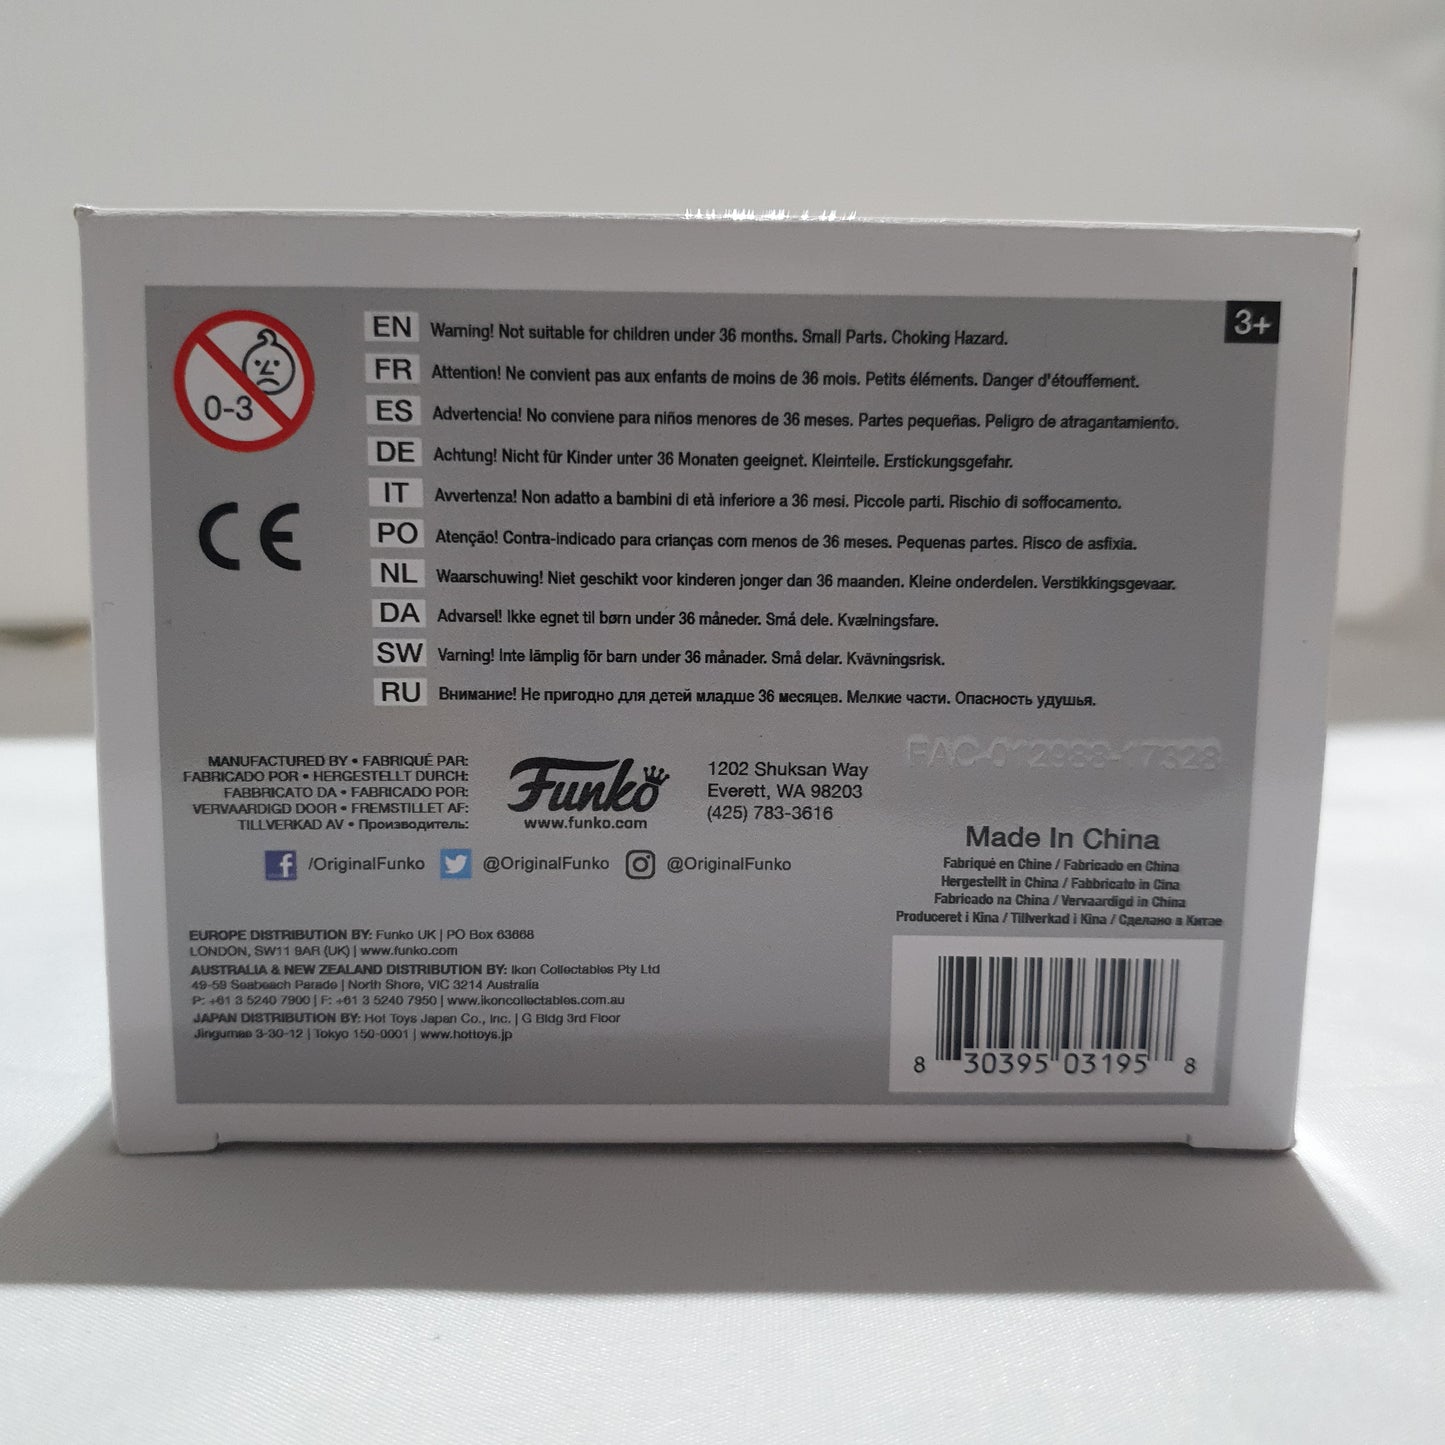 3+
0-3
CE
EN Warning! Not suitable for children under 36 months. Small Parts. Choking Hazard.
FR Attention! Ne convient pas aux enfants de moins de 36 mois. Petits éléments. Danger d'étouffement.
ES Advertencia! No conviene para niños menores de 36 meses. Partes pequeñas. Peligro de atragantamiento.
DE Achtung! Nicht für Kinder unter 36 Monaten geeignet. Kleinteile. Erstickungsgefahr.
IT Avvertenza! Non adatto a bambini di età inferiore a 36 mesi. Piccole parti. Rischio di soffocamento.
PO Atenção! Contra-indicado para crianças com menos de 36 meses. Pequenas partes. Risco de asfixia.
NL Waarschuwing! Niet geschikt voor kinderen jonger dan 36 maanden. Kleine onderdelen. Verstikkingsgevaar.
DA Advarsel! Ikke egnet til børn under 36 måneder. Små dele. Kvælningsfare.
SW Varning! Inte lämplig för barn under 36 månader. Små delar. Kvävningsrisk.
RU Внимание! Не пригодно для детей младше 36 месяцев. Мелкие части. Опасность удушья.
MANUFACTURED BY • FABRIQUÉ PAR:
FABRICADO POR • HERGESTELLT DURCH:
FABBRICATO DA • FABRICADO POR:
VERVAARDIGD DOOR • FREMSTILLET AF:
TILLVERKAD AV • Производитель:
Funko
www.funko.com
1202 Shuksan Way
Everett, WA 98203
(425) 783-3616
FAC-012988-17328
/OriginalFunko @OriginalFunko @OriginalFunko
Made In China
Fabriqué en Chine / Fabricado en China
Hergestellt in China / Fabbricato in Cina
Fabricado na China / Vervaardigd in China
Produceret i Kina / Tillverkad i Kina / Сделано в Китае
EUROPE DISTRIBUTION BY: Funko UK | PO Box 63668
LONDON, SW11 9AR (UK) | www.funko.com
AUSTRALIA & NEW ZEALAND DISTRIBUTION BY: Ikon Collectables Pty Ltd
49-59 Seabeach Parade | North Shore, VIC 3214 Australia
P: +61 3 5240 7900 | F: +61 3 5240 7950 | www.ikoncollectables.com.au
JAPAN DISTRIBUTION BY: Hot Toys Japan Co., Inc. | G Bldg 3rd Floor
Jingumae 3-30-12 | Tokyo 150-0001 | www.hottoys.jp
8 30395 03195 8